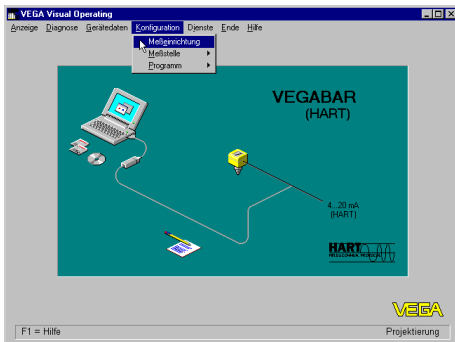 VEGA Visual Operating
Anzeige Diagnose Gerätedaten Konfiguration Dienste Ende Hilfe
Meßeinrichtung
Meßstelle
Programm
VEGABAR
(HART)
4...20 mA
(HART)
HART
VEGA
F1 = Hilfe Projektierung